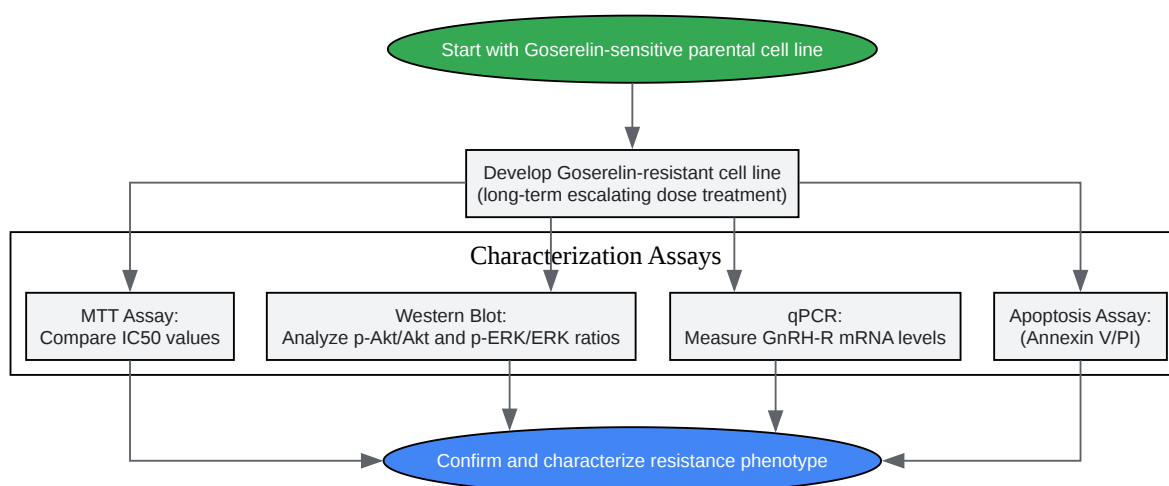 Start with Goserelin-sensitive parental cell line
Develop Goserelin-resistant cell line
(long-term escalating dose treatment)
Characterization Assays
MTT Assay:
Compare IC50 values
Western Blot:
Analyze p-Akt/Akt and p-ERK/ERK ratios
qPCR:
Measure GnRH-R mRNA levels
Apoptosis Assay:
(Annexin V/PI)
Confirm and characterize resistance phenotype